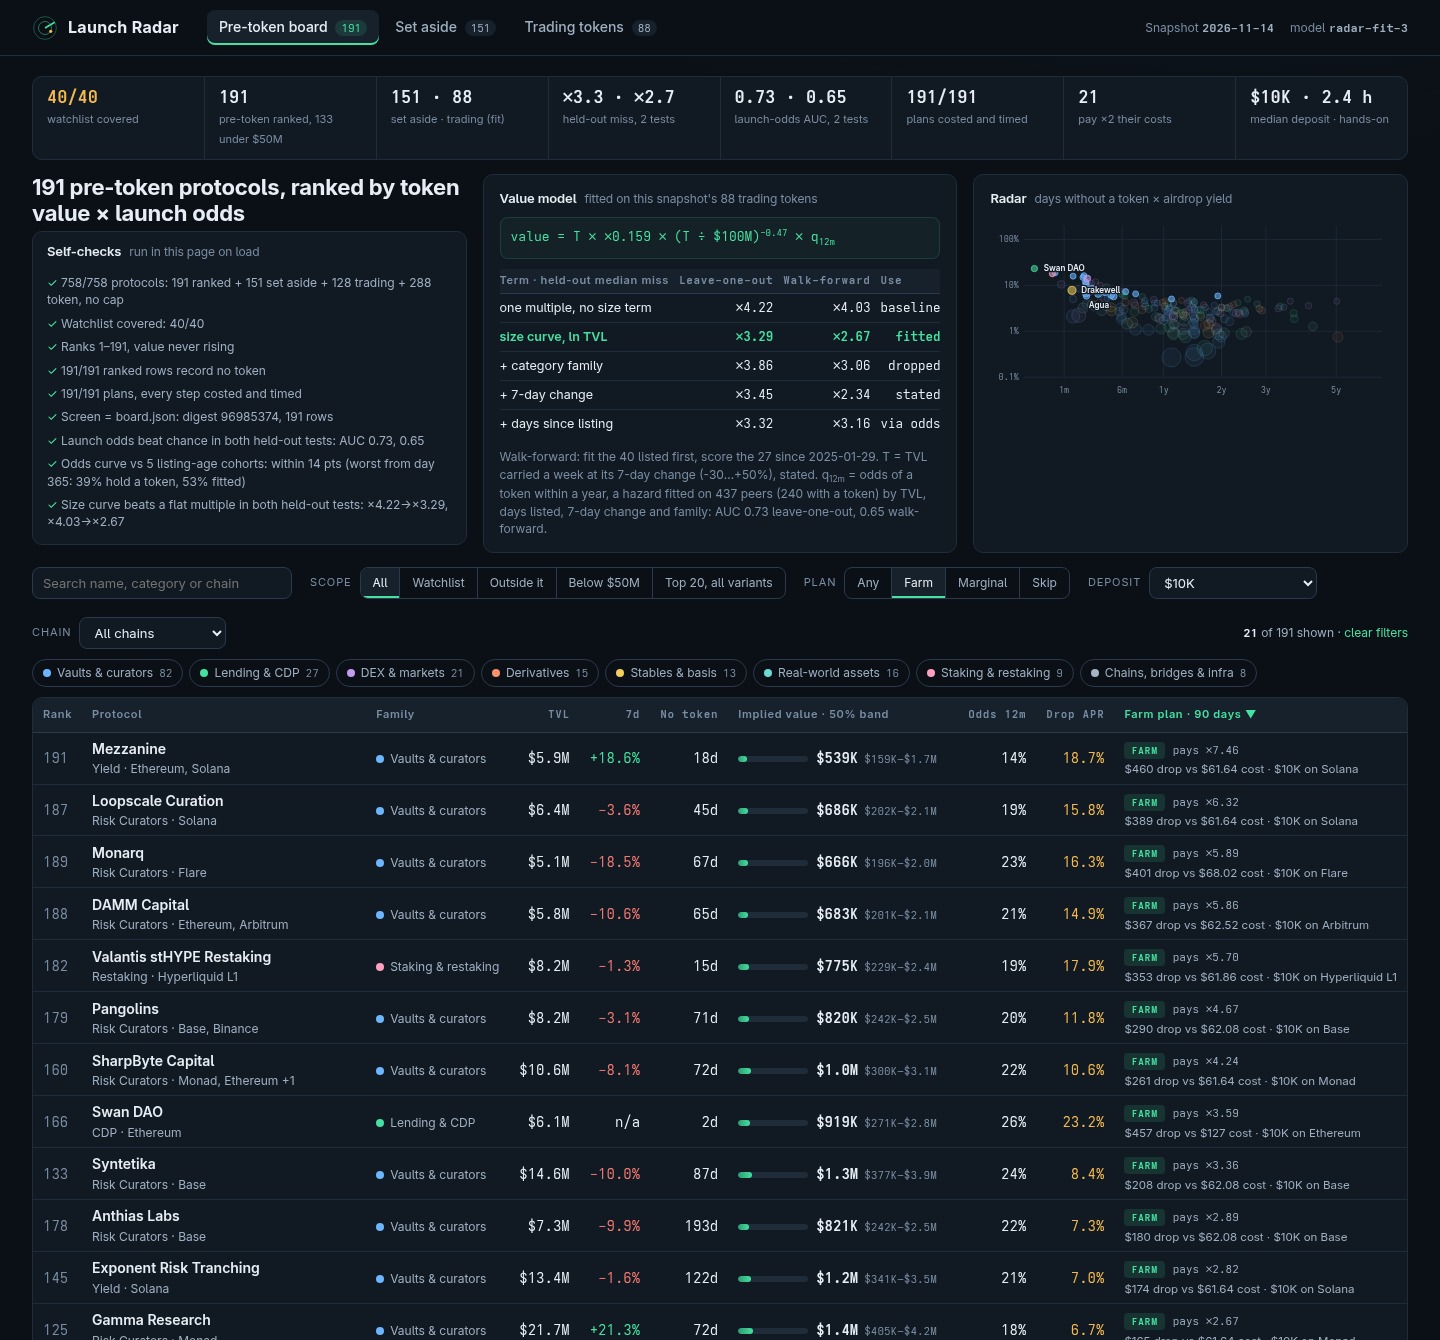 Launch Radar
Pre-token board 191
Set aside 151
Trading tokens 88
Snapshot 2026-11-14 model radar-fit-3
40/40
watchlist covered
191
pre-token ranked, 133
under $50M
151 · 88
set aside · trading (fit)
×3.3 · ×2.7
held-out miss, 2 tests
0.73 · 0.65
launch-odds AUC, 2 tests
191/191
plans costed and timed
21
pay ×2 their costs
$10K · 2.4 h
median deposit · hands-on
191 pre-token protocols, ranked by token
value × launch odds
Self-checks run in this page on load
✓ 758/758 protocols: 191 ranked + 151 set aside + 128 trading + 288
token, no cap
✓ Watchlist covered: 40/40
✓ Ranks 1–191, value never rising
✓ 191/191 ranked rows record no token
✓ 191/191 plans, every step costed and timed
✓ Screen = board.json: digest 96985374, 191 rows
✓ Launch odds beat chance in both held-out tests: AUC 0.73, 0.65
✓ Odds curve vs 5 listing-age cohorts: within 14 pts (worst from day
365: 39% hold a token, 53% fitted)
✓ Size curve beats a flat multiple in both held-out tests: ×4.22→×3.29,
×4.03→×2.67
Value model fitted on this snapshot's 88 trading tokens
value = T × ×0.159 × (T ÷ $100M)−0.47 × q12m
Term · held-out median miss Leave-one-out Walk-forward Use
one multiple, no size term ×4.22 ×4.03 baseline
size curve, ln TVL ×3.29 ×2.67 fitted
+ category family ×3.86 ×3.06 dropped
+ 7-day change ×3.45 ×2.34 stated
+ days since listing ×3.32 ×3.16 via odds
Walk-forward: fit the 40 listed first, score the 27 since 2025-01-29. T = TVL
carried a week at its 7-day change (-30…+50%), stated. q12m = odds of a
token within a year, a hazard fitted on 437 peers (240 with a token) by TVL,
days listed, 7-day change and family: AUC 0.73 leave-one-out, 0.65 walk-
forward.
Radar days without a token × airdrop yield
100%
10%
1%
0.1%
Swan DAO
Drakewell
Agua
1m 6m 1y 2y 3y 5y
Search name, category or chain
SCOPE All Watchlist Outside it Below $50M Top 20, all variants
PLAN Any Farm Marginal Skip
DEPOSIT $10K
CHAIN All chains
21 of 191 shown · clear filters
Vaults & curators 82
Lending & CDP 27
DEX & markets 21
Derivatives 15
Stables & basis 13
Real-world assets 16
Staking & restaking 9
Chains, bridges & infra 8
Rank Protocol Family TVL 7d No token Implied value · 50% band Odds 12m Drop APR Farm plan · 90 days ▼
191 Mezzanine Vaults & curators $5.9M +18.6% 18d $539K $159K–$1.7M 14% 18.7% FARM pays ×7.46
Yield · Ethereum, Solana $460 drop vs $61.64 cost · $10K on Solana
187 Loopscale Curation Vaults & curators $6.4M −3.6% 45d $686K $202K–$2.1M 19% 15.8% FARM pays ×6.32
Risk Curators · Solana $389 drop vs $61.64 cost · $10K on Solana
189 Monarq Vaults & curators $5.1M −18.5% 67d $666K $196K–$2.0M 23% 16.3% FARM pays ×5.89
Risk Curators · Flare $401 drop vs $68.02 cost · $10K on Flare
188 DAMM Capital Vaults & curators $5.8M −10.6% 65d $683K $201K–$2.1M 21% 14.9% FARM pays ×5.86
Risk Curators · Ethereum, Arbitrum $367 drop vs $62.52 cost · $10K on Arbitrum
182 Valantis stHYPE Restaking Staking & restaking $8.2M −1.3% 15d $775K $229K–$2.4M 19% 17.9% FARM pays ×5.70
Restaking · Hyperliquid L1 $353 drop vs $61.86 cost · $10K on Hyperliquid L1
179 Pangolins Vaults & curators $8.2M −3.1% 71d $820K $242K–$2.5M 20% 11.8% FARM pays ×4.67
Risk Curators · Base, Binance $290 drop vs $62.08 cost · $10K on Base
160 SharpByte Capital Vaults & curators $10.6M −8.1% 72d $1.0M $300K–$3.1M 22% 10.6% FARM pays ×4.24
Risk Curators · Monad, Ethereum +1 $261 drop vs $61.64 cost · $10K on Monad
166 Swan DAO Lending & CDP $6.1M n/a 2d $919K $271K–$2.8M 26% 23.2% FARM pays ×3.59
CDP · Ethereum $457 drop vs $127 cost · $10K on Ethereum
133 Syntetika Vaults & curators $14.6M −10.0% 87d $1.3M $377K–$3.9M 24% 8.4% FARM pays ×3.36
Risk Curators · Base $208 drop vs $62.08 cost · $10K on Base
178 Anthias Labs Vaults & curators $7.3M −9.9% 193d $821K $242K–$2.5M 22% 7.3% FARM pays ×2.89
Risk Curators · Base $180 drop vs $62.08 cost · $10K on Base
145 Exponent Risk Tranching Vaults & curators $13.4M −1.6% 122d $1.2M $341K–$3.5M 21% 7.0% FARM pays ×2.82
Yield · Solana $174 drop vs $61.64 cost · $10K on Solana
125 Gamma Research Vaults & curators $21.7M +21.3% 72d $1.4M $405K–$4.2M 18% 6.7% FARM pays ×2.67